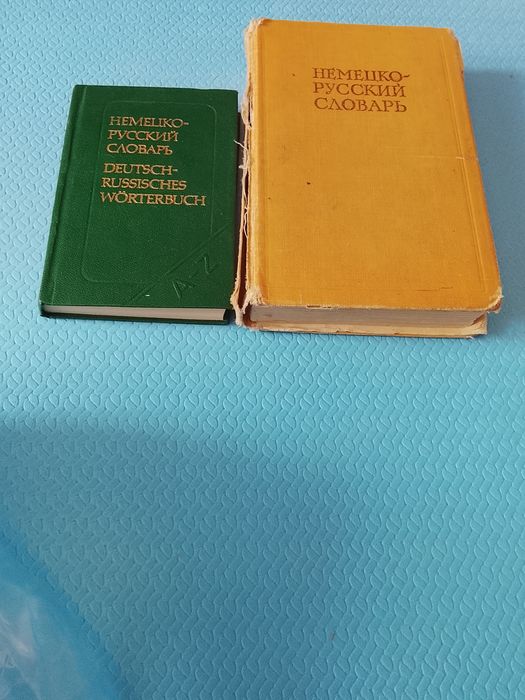 НЕМЕЦКО-
РУССКИЙ
СЛОВАРЬ
DEUTSCH-
RUSSISCHES
WÖRTERBUCH
A-Z
НЕМЕЦКО-
РУССКИЙ
СЛОВАРЬ